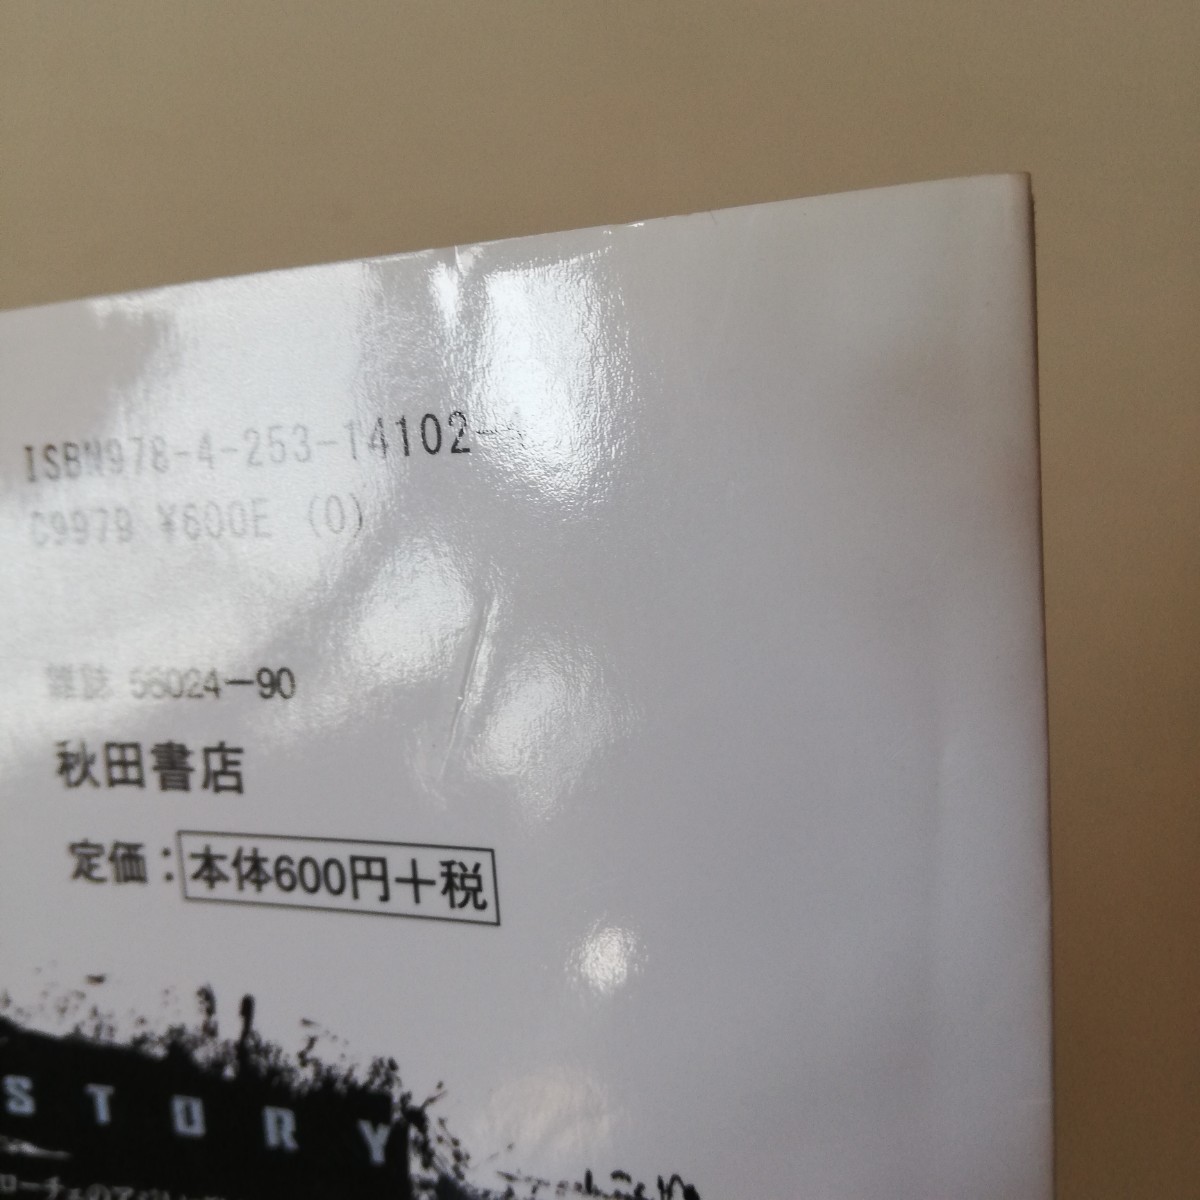 ISBN978-4-253-14102-4
C9979 ¥600E (0)
雑誌 56024-90
秋田書店
定価：本体600円+税
STORY